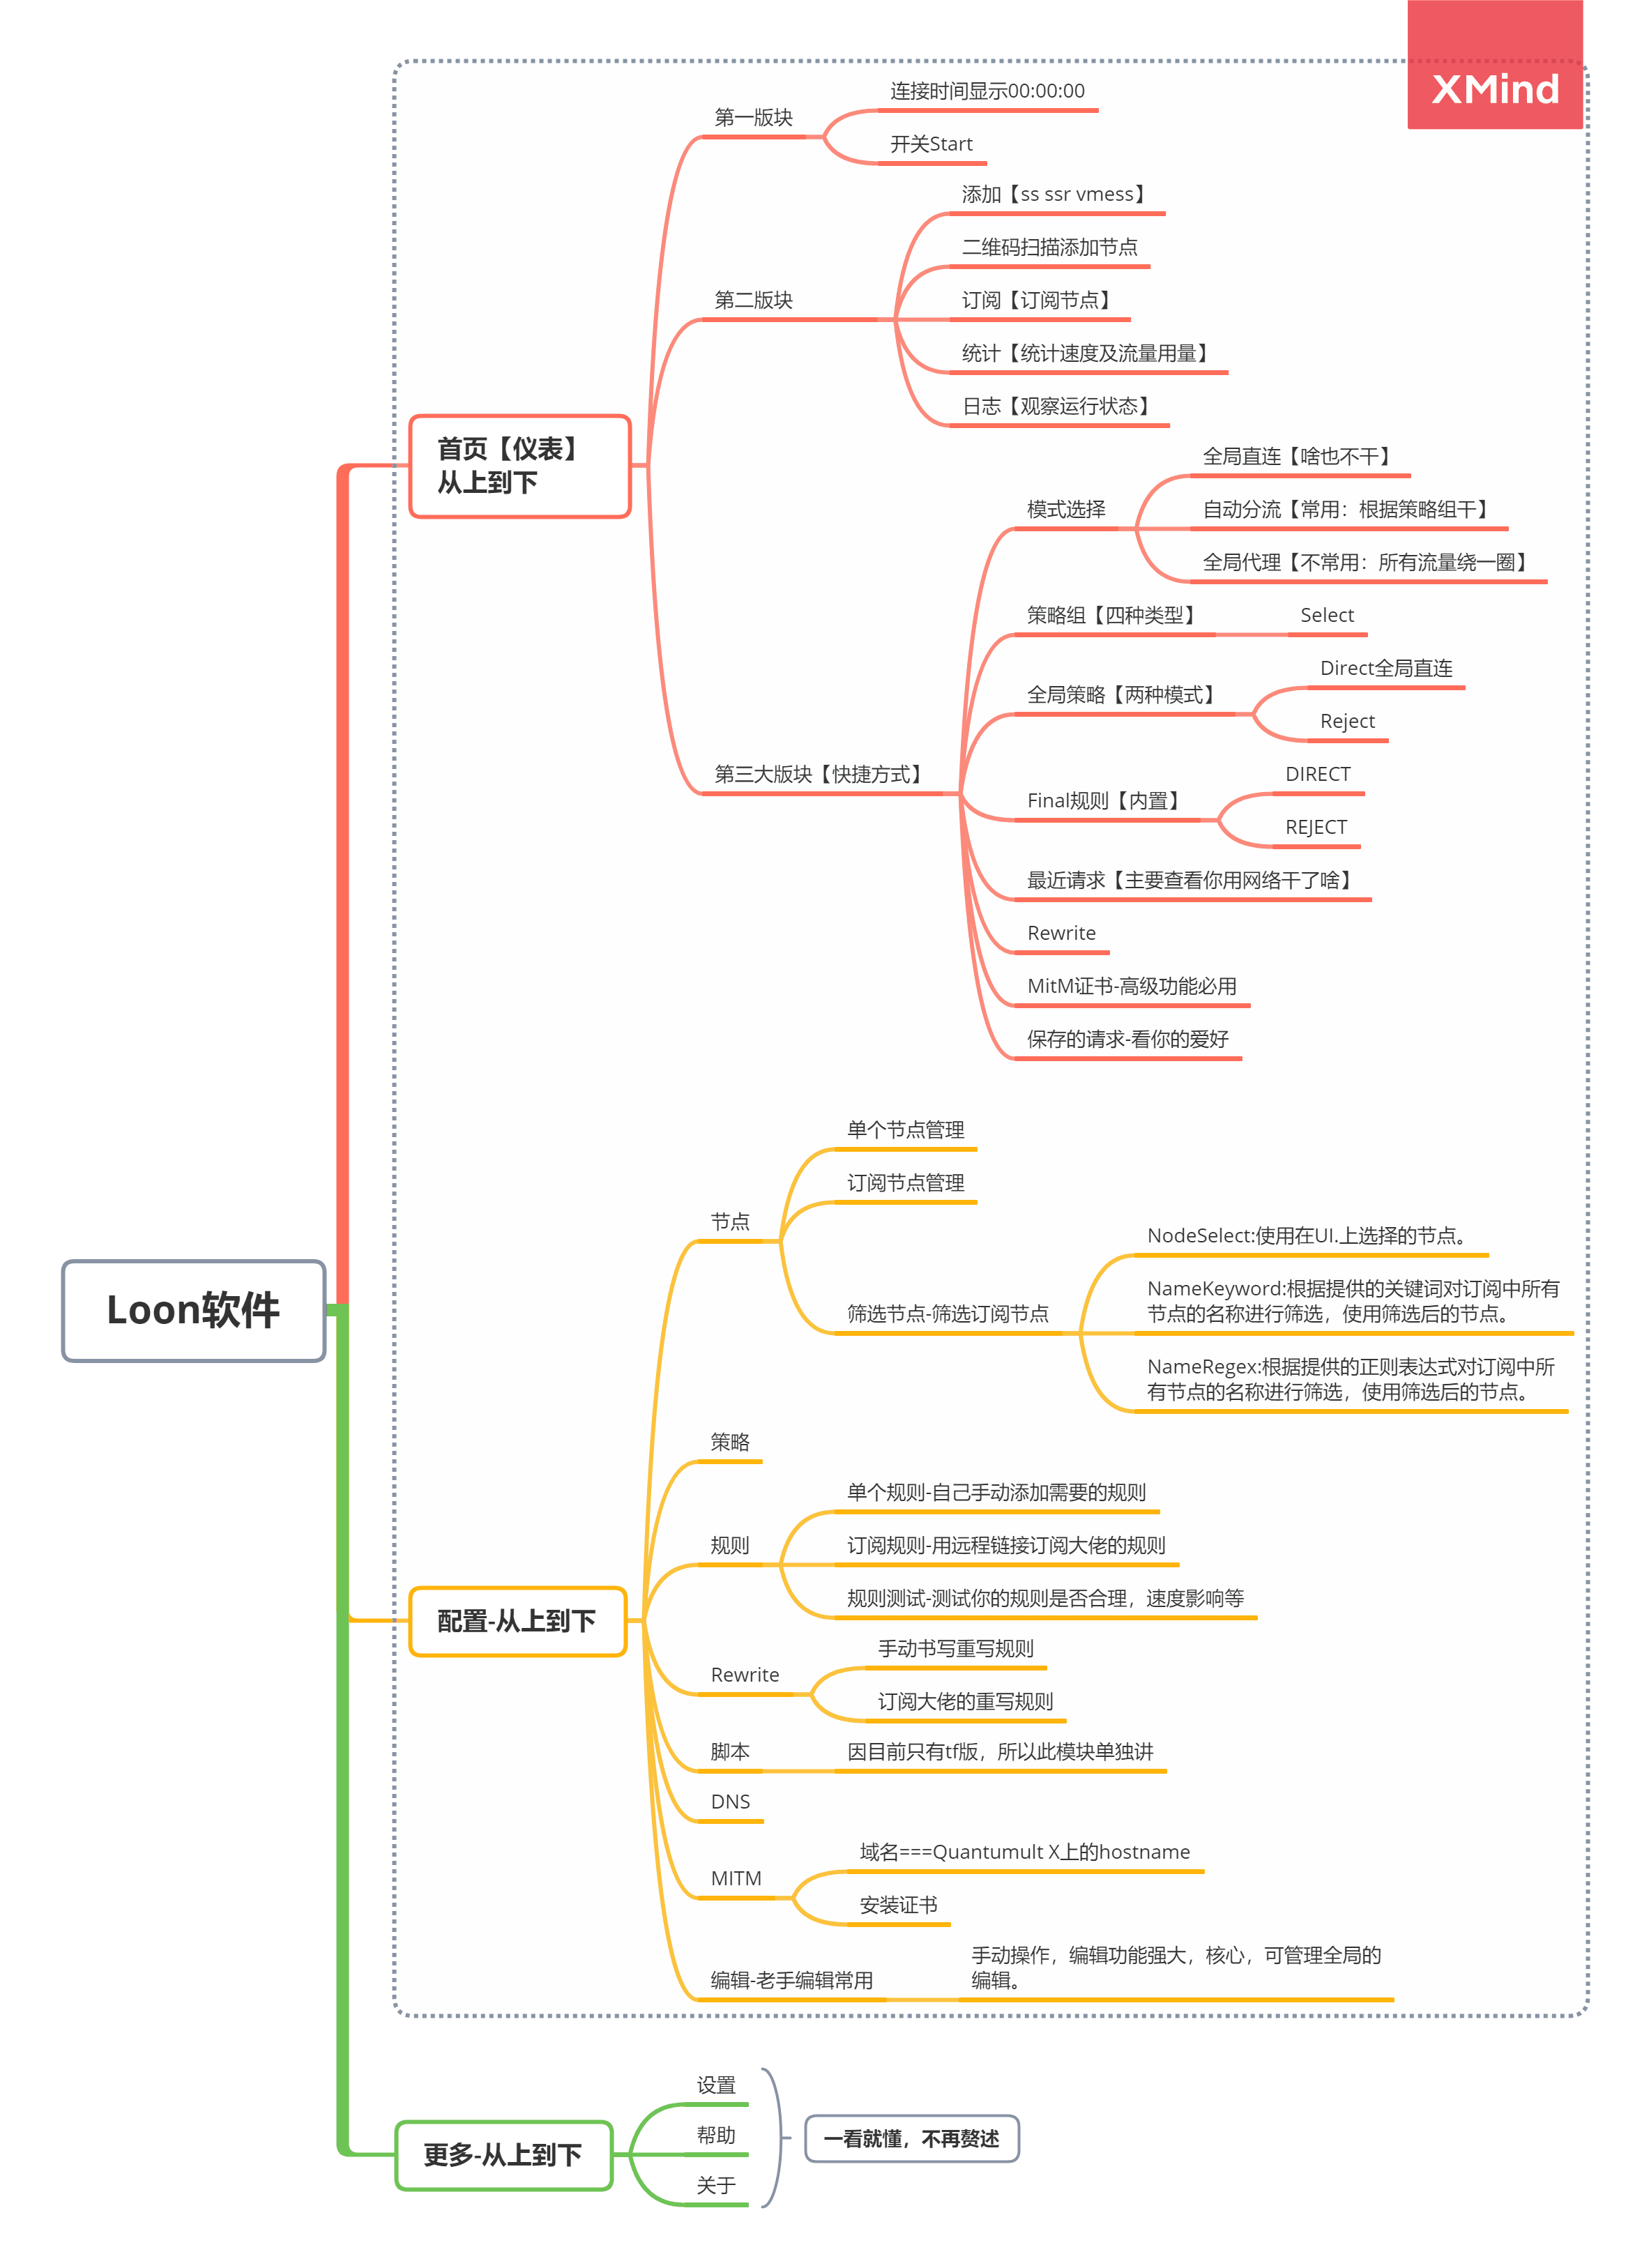 XMind
Loon软件
首页【仪表】
从上到下
第一版块
连接时间显示00:00:00
开关Start
第二版块
添加【ss ssr vmess】
二维码扫描添加节点
订阅【订阅节点】
统计【统计速度及流量用量】
日志【观察运行状态】
第三大版块【快捷方式】
模式选择
全局直连【啥也不干】
自动分流【常用：根据策略组干】
全局代理【不常用：所有流量绕一圈】
策略组【四种类型】
Select
全局策略【两种模式】
Direct全局直连
Reject
Final规则【内置】
DIRECT
REJECT
最近请求【主要查看你用网络干了啥】
Rewrite
MitM证书-高级功能必用
保存的请求-看你的爱好
配置-从上到下
节点
单个节点管理
订阅节点管理
筛选节点-筛选订阅节点
NodeSelect:使用在UI.上选择的节点。
NameKeyword:根据提供的关键词对订阅中所有
节点的名称进行筛选，使用筛选后的节点。
NameRegex:根据提供的正则表达式对订阅中所
有节点的名称进行筛选，使用筛选后的节点。
策略
规则
单个规则-自己手动添加需要的规则
订阅规则-用远程链接订阅大佬的规则
规则测试-测试你的规则是否合理，速度影响等
Rewrite
手动书写重写规则
订阅大佬的重写规则
脚本
因目前只有tf版，所以此模块单独讲
DNS
MITM
域名===Quantumult X上的hostname
安装证书
编辑-老手编辑常用
手动操作，编辑功能强大，核心，可管理全局的
编辑。
更多-从上到下
设置
帮助
关于
一看就懂，不再赘述